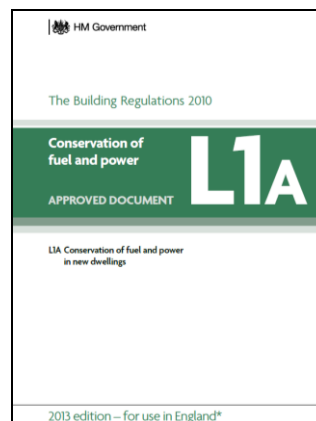 HM Government
The Building Regulations 2010
Conservation of
fuel and power
L1A
APPROVED DOCUMENT
L1A Conservation of fuel and power
in new dwellings
2013 edition – for use in England*